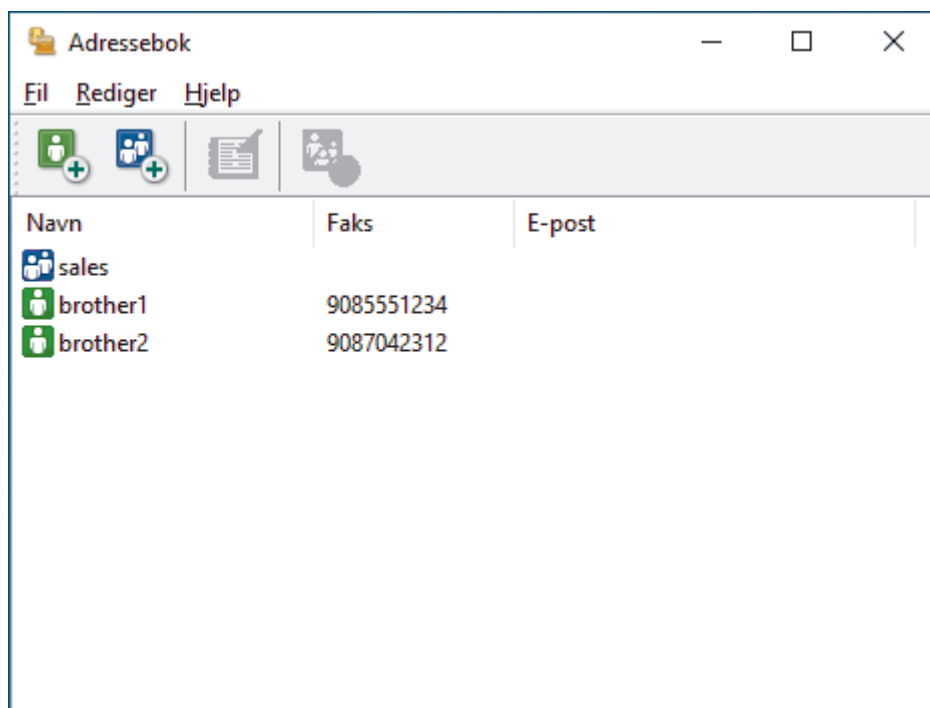 Adressebok
Fil Rediger Hjelp
Navn Faks E-post
sales
brother1 9085551234
brother2 9087042312